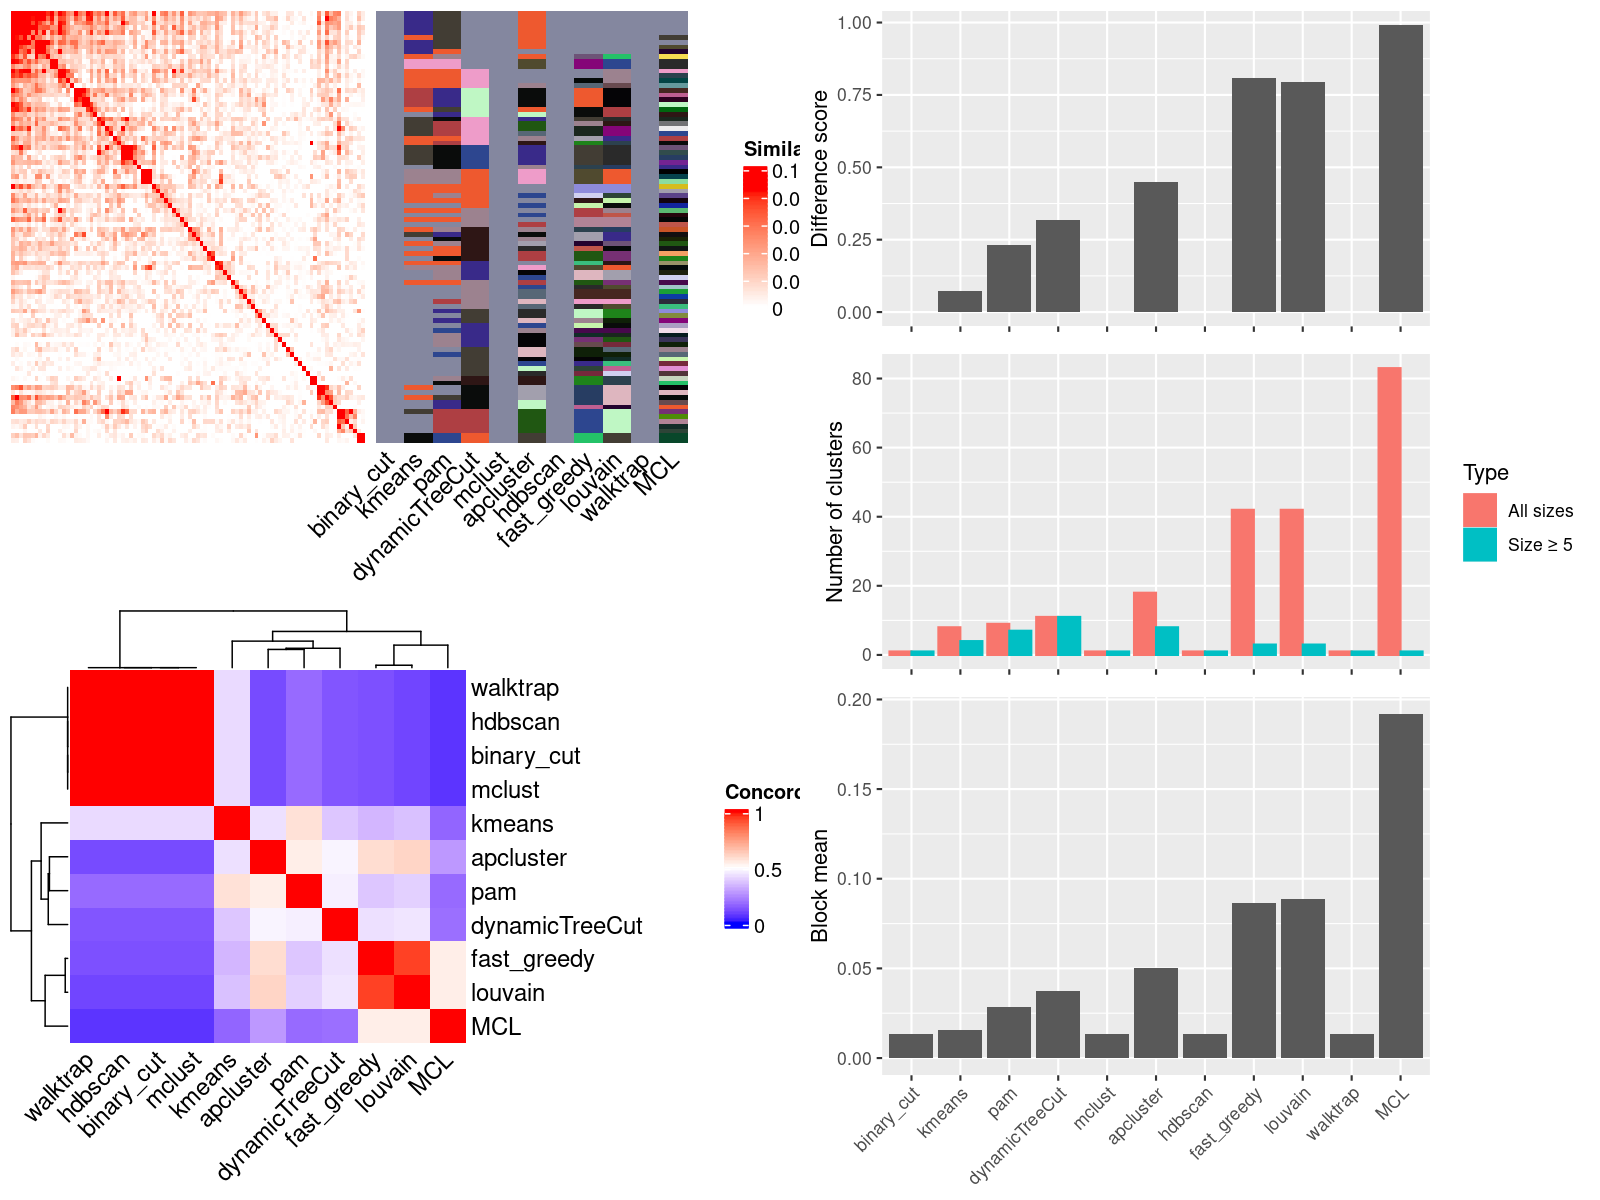 Simila
0.1
0.0
0.0
0.0
0.0
0
binary_cut
kmeans
pam
dynamicTreeCut
mclust
apcluster
hdbscan
fast_greedy
louvain
walktrap
MCL
walktrap
hdbscan
binary_cut
mclust
kmeans
apcluster
pam
dynamicTreeCut
fast_greedy
louvain
MCL
walktrap
hdbscan
binary_cut
mclust
kmeans
apcluster
pam
dynamicTreeCut
fast_greedy
louvain
MCL
Concord
1
0.5
0
Difference score
1.00
0.75
0.50
0.25
0.00
Number of clusters
80
60
40
20
0
Type
All sizes
Size ≥ 5
Block mean
0.20
0.15
0.10
0.05
0.00
binary_cut
kmeans
pam
dynamicTreeCut
mclust
apcluster
hdbscan
fast_greedy
louvain
walktrap
MCL